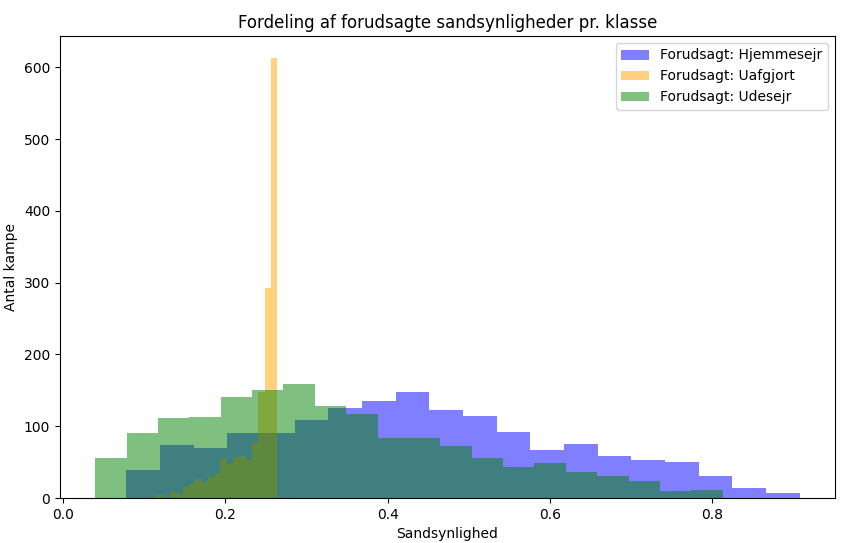 Fordeling af forudsagte sandsynligheder pr. klasse
Forudsagt: Hjemmesejr
Forudsagt: Uafgjort
Forudsagt: Udesejr
Antal kampe
600
500
400
300
200
100
0
0.0 0.2 0.4 0.6 0.8
Sandsynlighed